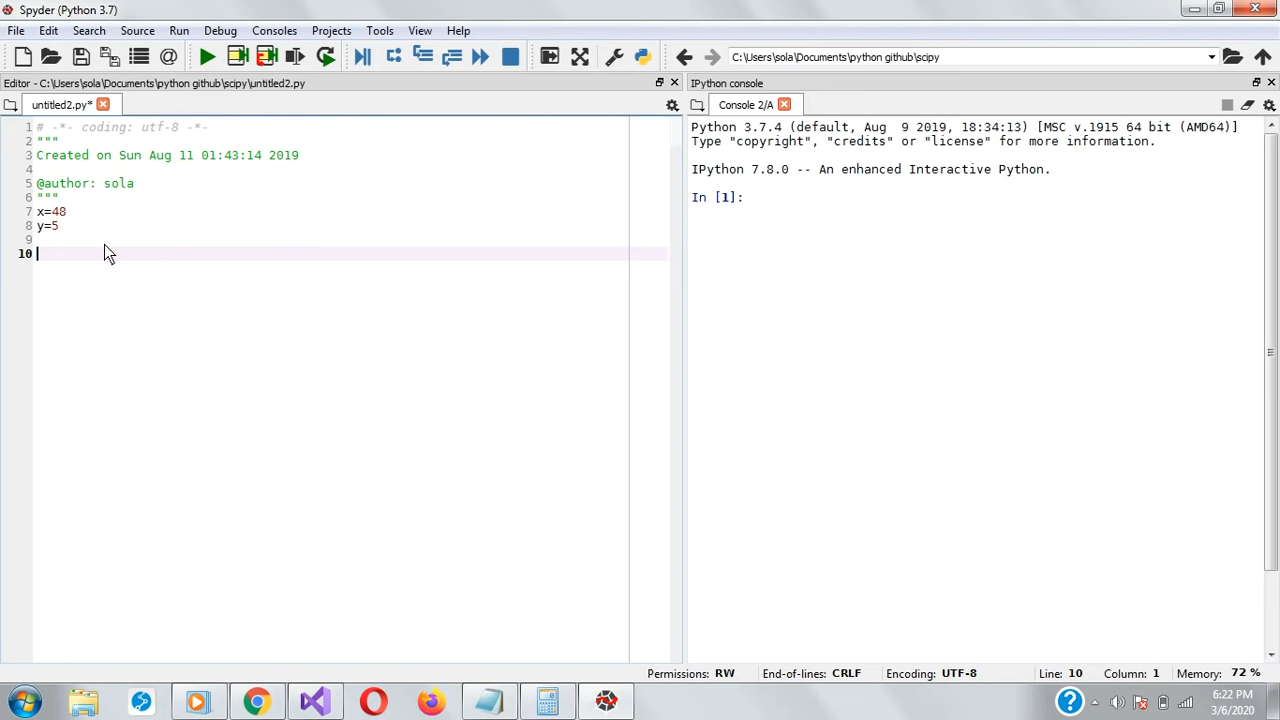 Spyder (Python 3.7)
File Edit Search Source Run Debug Consoles Projects Tools View Help
C:\Users\sola\Documents\python github\scipy
Editor - C:\Users\sola\Documents\python github\scipy\untitled2.py
IPython console
untitled2.py*
Console 2/A
1 # -*- coding: utf-8 -*-
2 """
3 Created on Sun Aug 11 01:43:14 2019
4
5 @author: sola
6 """
7 x=48
8 y=5
9
10
Python 3.7.4 (default, Aug 9 2019, 18:34:13) [MSC v.1915 64 bit (AMD64)]
Type "copyright", "credits" or "license" for more information.
IPython 7.8.0 -- An enhanced Interactive Python.
In [1]:
Permissions: RW End-of-lines: CRLF Encoding: UTF-8 Line: 10 Column: 1 Memory: 72 %
6:22 PM
3/6/2020